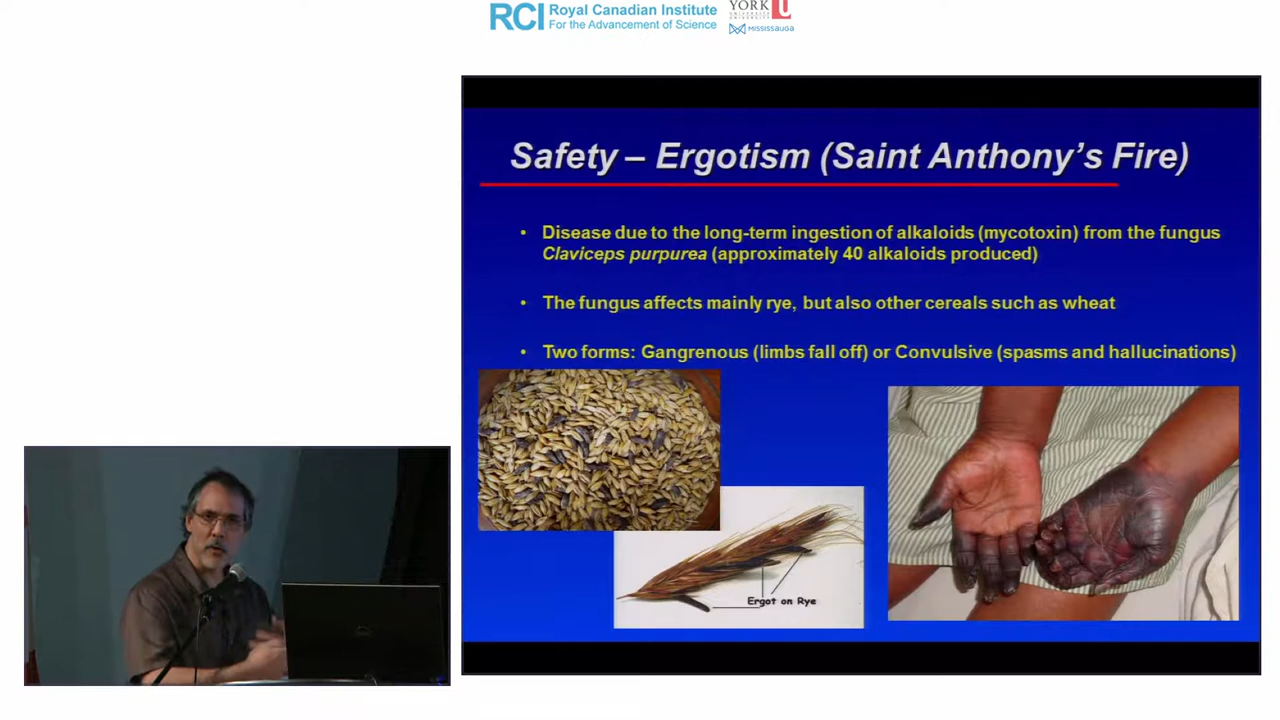 RCI Royal Canadian Institute
For the Advancement of Science
YORK U
UNIVERSITÉ
UNIVERSITY
MISSISSAUGA
Safety – Ergotism (Saint Anthony's Fire)
• Disease due to the long-term ingestion of alkaloids (mycotoxin) from the fungus
Claviceps purpurea (approximately 40 alkaloids produced)
• The fungus affects mainly rye, but also other cereals such as wheat
• Two forms: Gangrenous (limbs fall off) or Convulsive (spasms and hallucinations)
Ergot on Rye